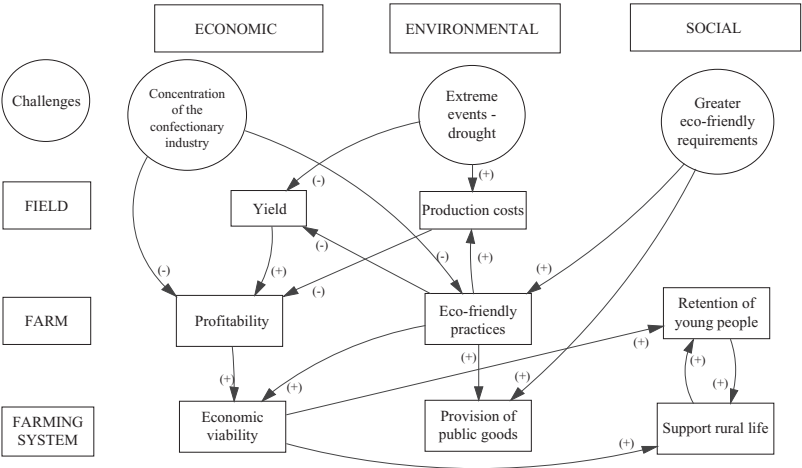 ECONOMIC
ENVIRONMENTAL
SOCIAL
Challenges
Concentration
of the
confectionary
industry
Extreme
events -
drought
Greater
eco-friendly
requirements
(-)
(+)
FIELD
Yield
Production costs
(-)
(-)
(+)
(-)
(+)
(+)
(-)
FARM
Profitability
Eco-friendly
practices
Retention of
young people
(+)
(+)
(+)
(+)
(+)
(+)
(+)
FARMING
SYSTEM
Economic
viability
Provision of
public goods
Support rural life
(+)